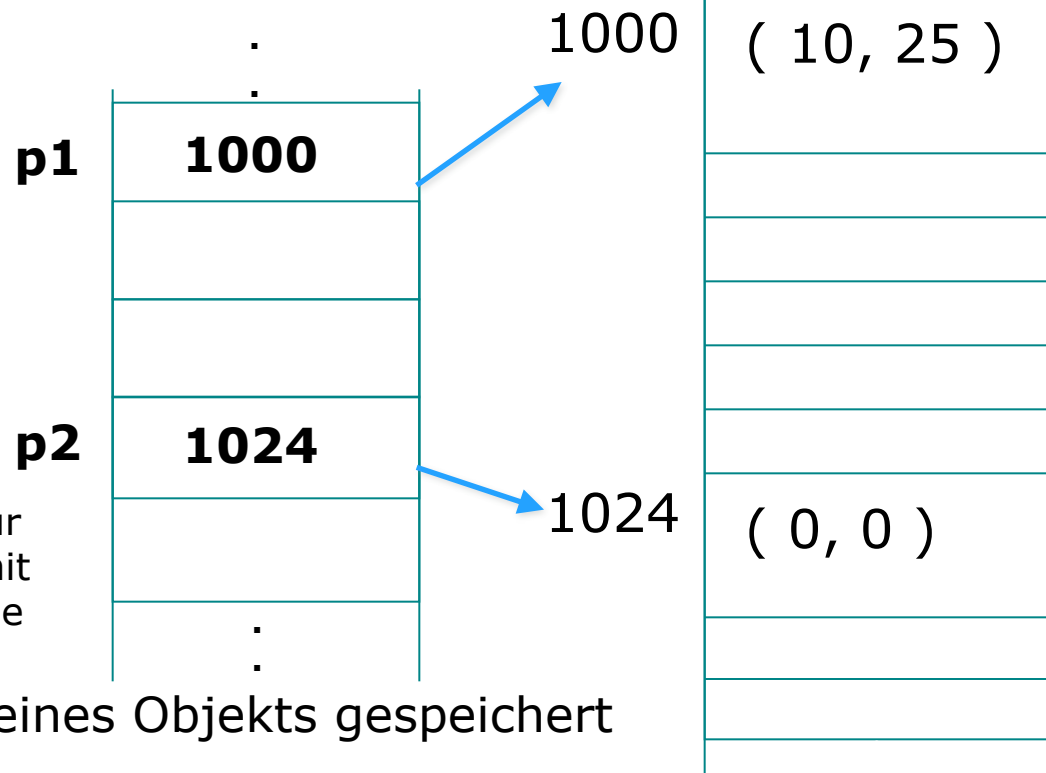 1000 ( 10, 25 )
p1 1000
p2 1024
1024 ( 0, 0 )
eines Objekts gespeichert